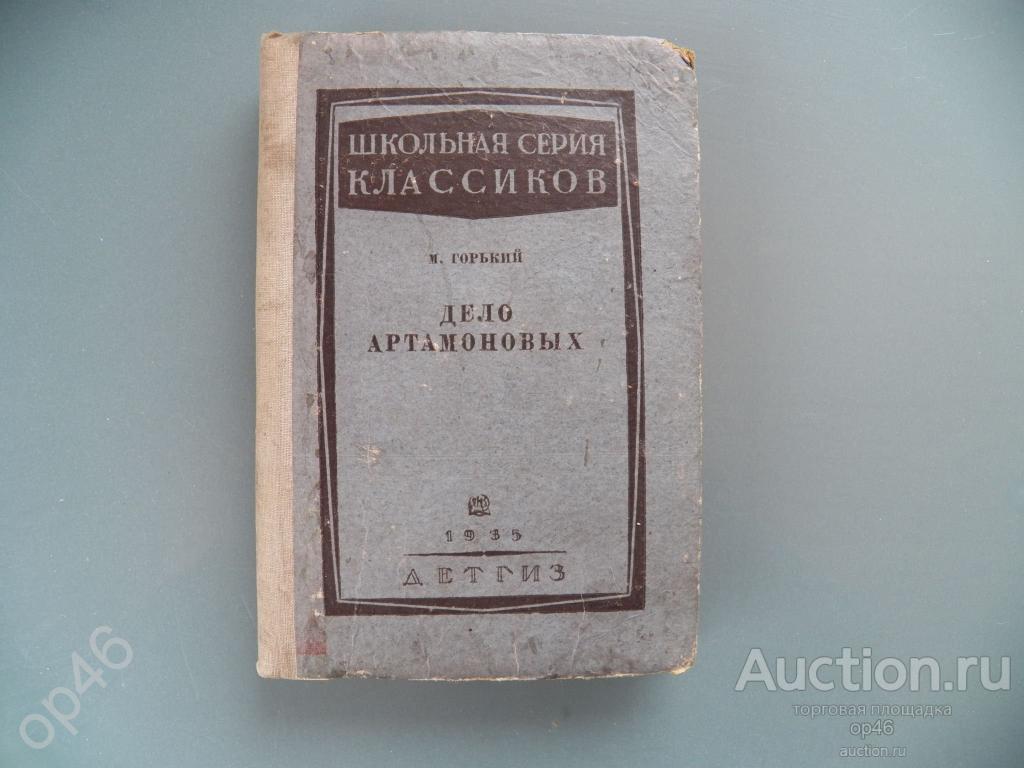 ШКОЛЬНАЯ СЕРИЯ
КЛАССИКОВ
М. ГОРЬКИЙ
ДЕЛО
АРТАМОНОВЫХ
1935
ДЕТГИЗ
op46
Auction.ru
торговая площадка
op46
auction.ru